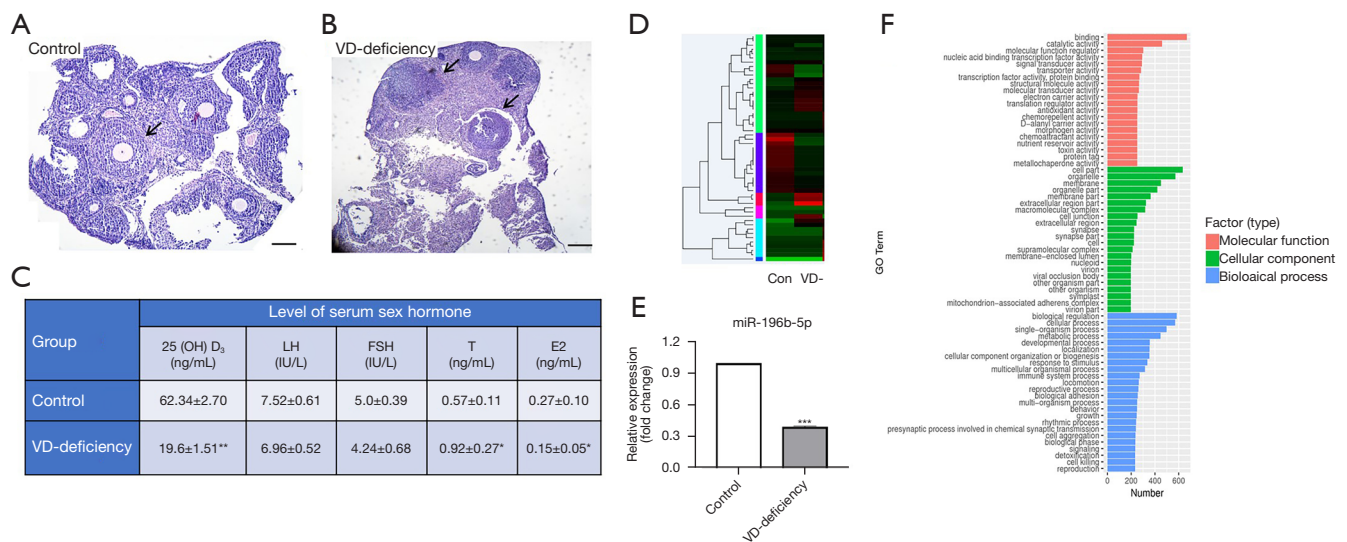 A
Control
B
VD-deficiency
C
Group
Level of serum sex hormone
25 (OH) D₃
(ng/mL)
LH
(IU/L)
FSH
(IU/L)
T
(ng/mL)
E2
(ng/mL)
Control
62.34±2.70
7.52±0.61
5.0±0.39
0.57±0.11
0.27±0.10
VD-deficiency
19.6±1.51**
6.96±0.52
4.24±0.68
0.92±0.27*
0.15±0.05*
D
Con
VD-
E
miR-196b-5p
Relative expression
(fold change)
1.2
0.9
0.6
0.3
0.0
***
Control
VD-deficiency
F
GO Term
binding
catalytic activity
molecular function regulator
nucleic acid binding transcription factor activity
signal transducer activity
transporter activity
transcription factor activity, protein binding
structural molecule activity
molecular transducer activity
electron carrier activity
translation regulator activity
antioxidant activity
chemorepellent activity
D-alanyl carrier activity
morphogen activity
chemoattractant activity
nutrient reservoir activity
toxin activity
protein tag
metallochaperone activity
cell part
organelle
membrane
organelle part
membrane part
extracellular region part
macromolecular complex
cell junction
extracellular region
synapse
synapse part
cell
supramolecular complex
membrane-enclosed lumen
nucleoid
virion
viral occlusion body
other organism part
other organism
symplast
mitochondrion-associated adherens complex
virion part
biological regulation
cellular process
single-organism process
metabolic process
developmental process
localization
cellular component organization or biogenesis
response to stimulus
multicellular organismal process
immune system process
locomotion
reproductive process
biological adhesion
multi-organism process
behavior
growth
rhythmic process
presynaptic process involved in chemical synaptic transmission
cell aggregation
biological phase
signaling
detoxification
cell killing
reproduction
0
200
400
600
Number
Factor (type)
Molecular function
Cellular component
Bioloaical process